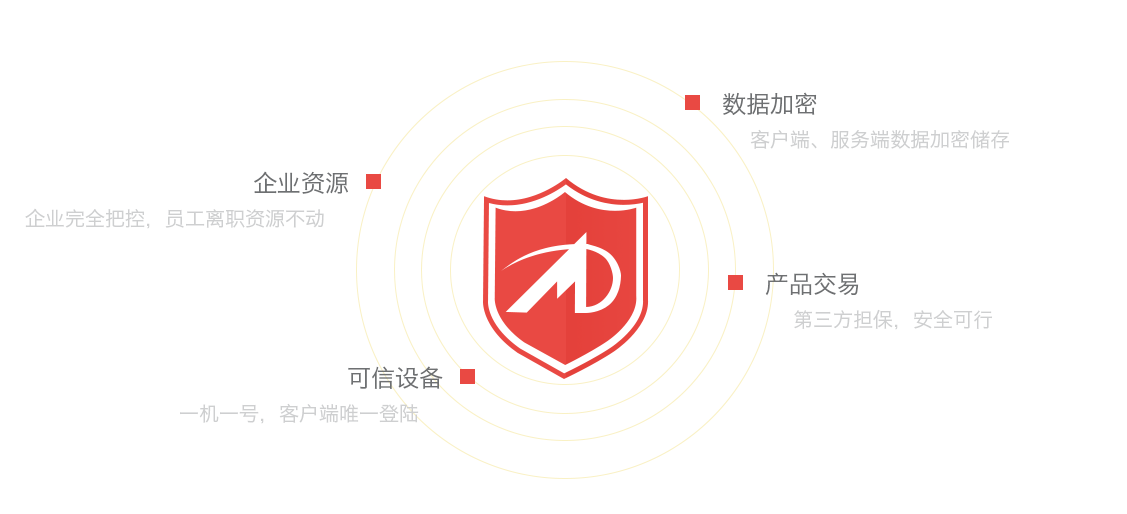 数据加密
客户端、服务端数据加密储存
企业资源
企业完全把控，员工离职资源不动
产品交易
第三方担保，安全可行
可信设备
一机一号，客户端唯一登陆